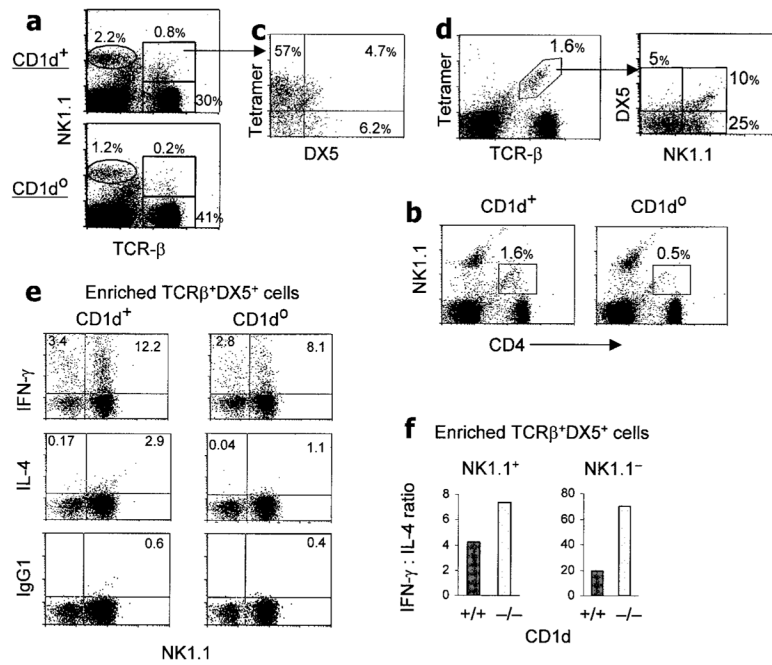 a
2.2%
0.8%
CD1d+
30%
NK1.1
1.2%
0.2%
CD1dO
41%
TCR-β
c
57%
4.7%
6.2%
Tetramer
DX5
d
1.6%
Tetramer
TCR-β
5%
10%
25%
DX5
NK1.1
b
CD1d+
CD1dO
NK1.1
1.6%
0.5%
CD4
e
Enriched TCRβ+DX5+ cells
CD1d+
CD1dO
IFN-γ
3.4
12.2
2.8
8.1
IL-4
0.17
2.9
0.04
1.1
IgG1
0.6
0.4
NK1.1
f
Enriched TCRβ+DX5+ cells
NK1.1+
NK1.1–
IFN-γ : IL-4 ratio
8
6
4
2
0
80
60
40
20
0
+/+
–/–
+/+
–/–
CD1d